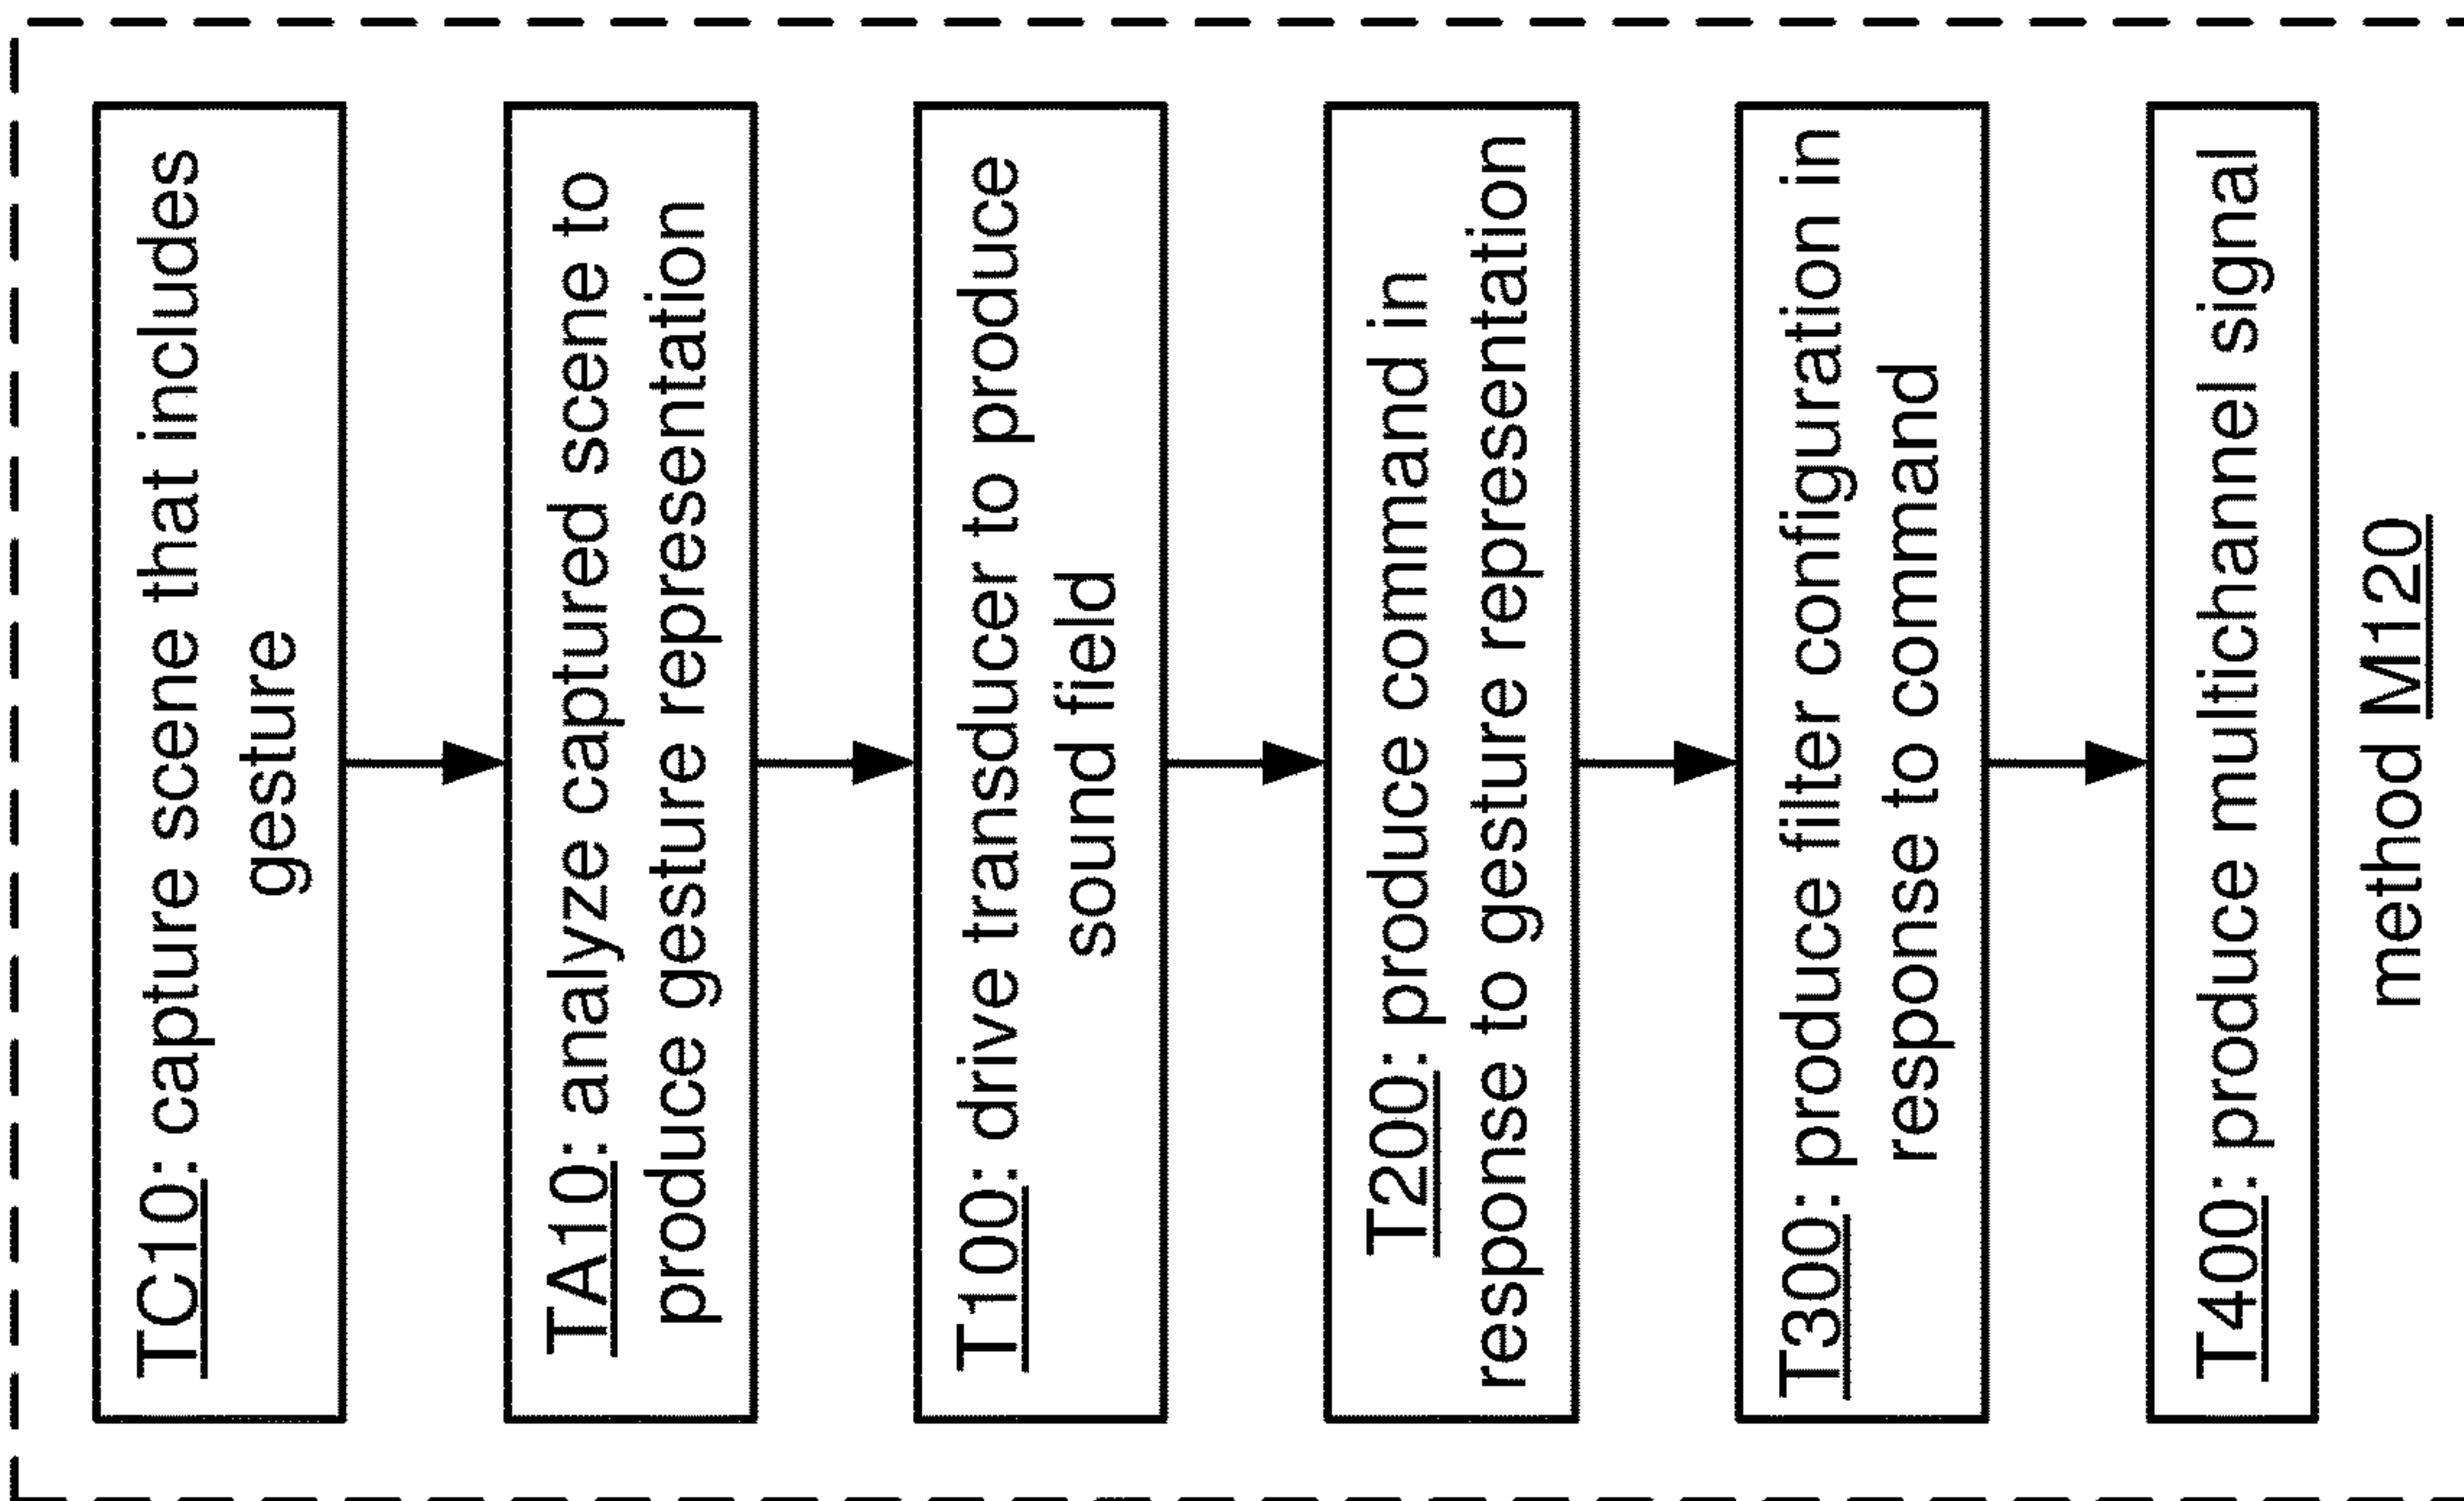 TC10: capture scene that includes
gesture
TA10: analyze captured scene to
produce gesture representation
T100: drive transducer to produce
sound field
T200: produce command in
response to gesture representation
T300: produce filter configuration in
response to command
T400: produce multichannel signal
method M120